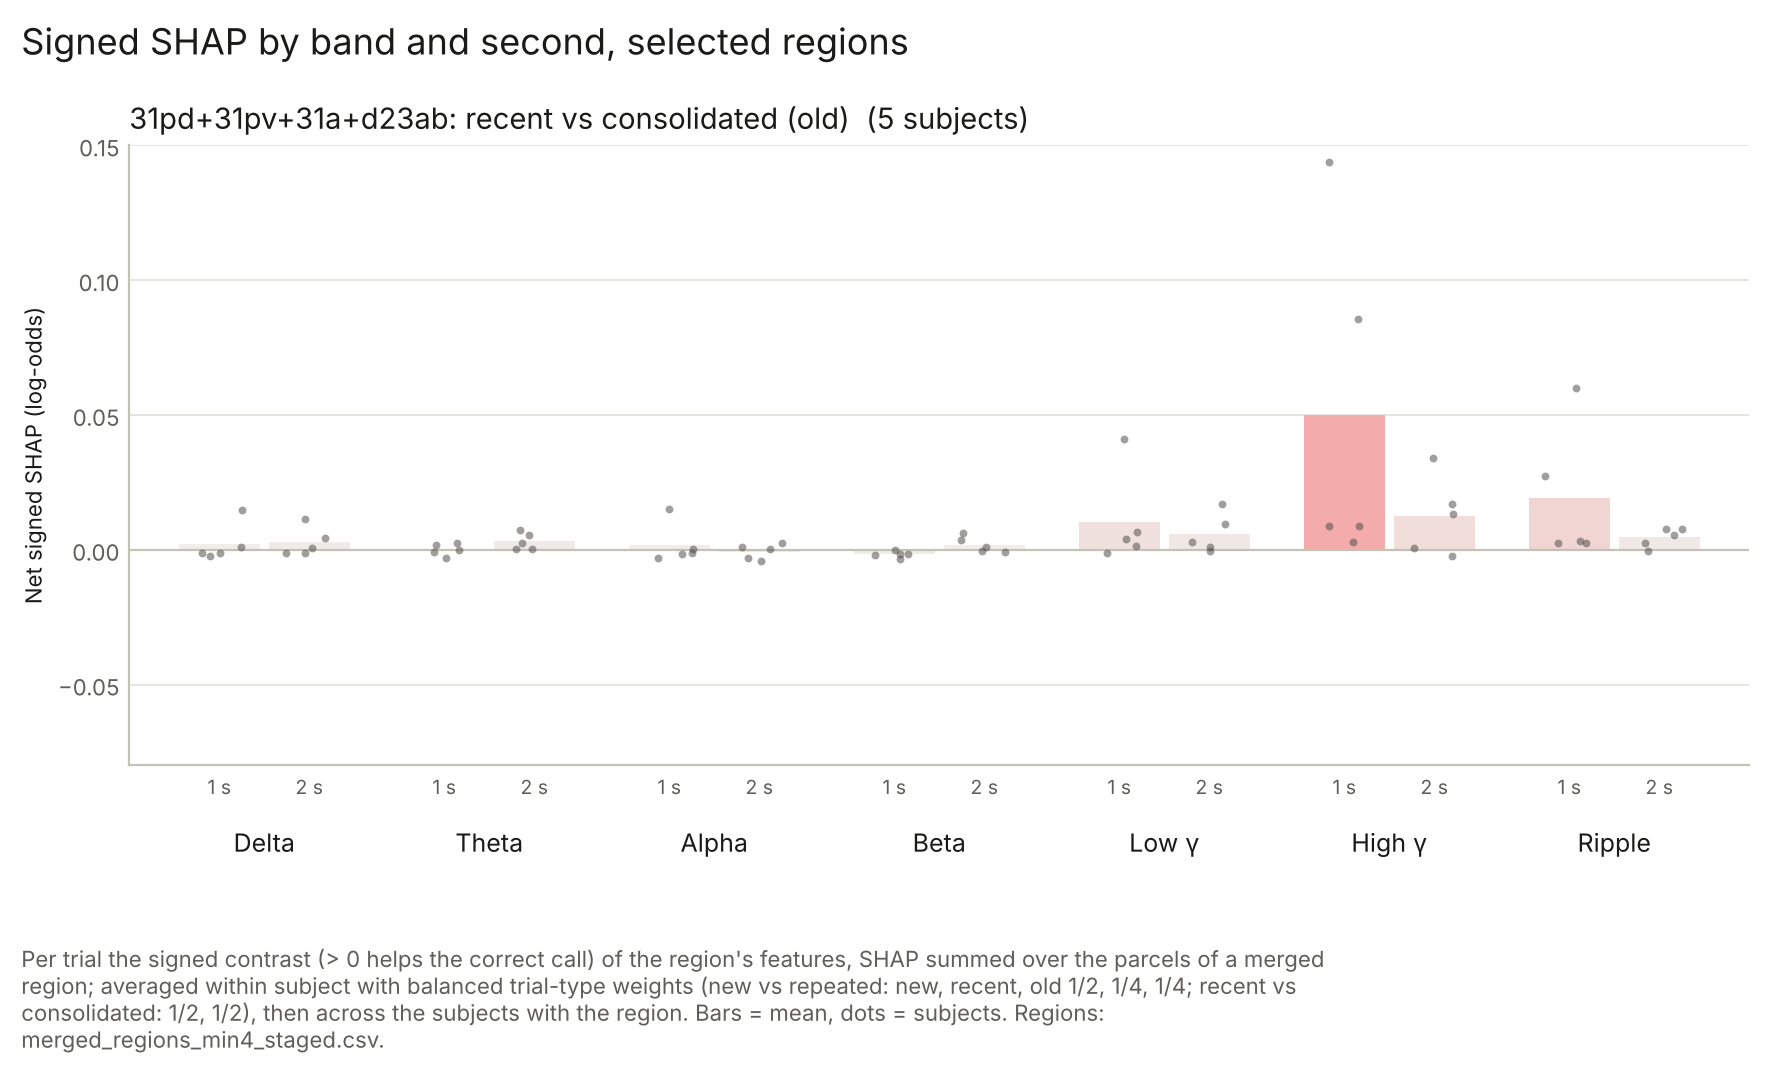 Signed SHAP by band and second, selected regions
31pd+31pv+31a+d23ab: recent vs consolidated (old)  (5 subjects)
0.15
0.10
0.05
0.00
−0.05
Net signed SHAP (log-odds)
1 s 2 s 1 s 2 s 1 s 2 s 1 s 2 s 1 s 2 s 1 s 2 s 1 s 2 s
Delta Theta Alpha Beta Low γ High γ Ripple
Per trial the signed contrast (> 0 helps the correct call) of the region's features, SHAP summed over the parcels of a merged
region; averaged within subject with balanced trial-type weights (new vs repeated: new, recent, old 1/2, 1/4, 1/4; recent vs
consolidated: 1/2, 1/2), then across the subjects with the region. Bars = mean, dots = subjects. Regions:
merged_regions_min4_staged.csv.